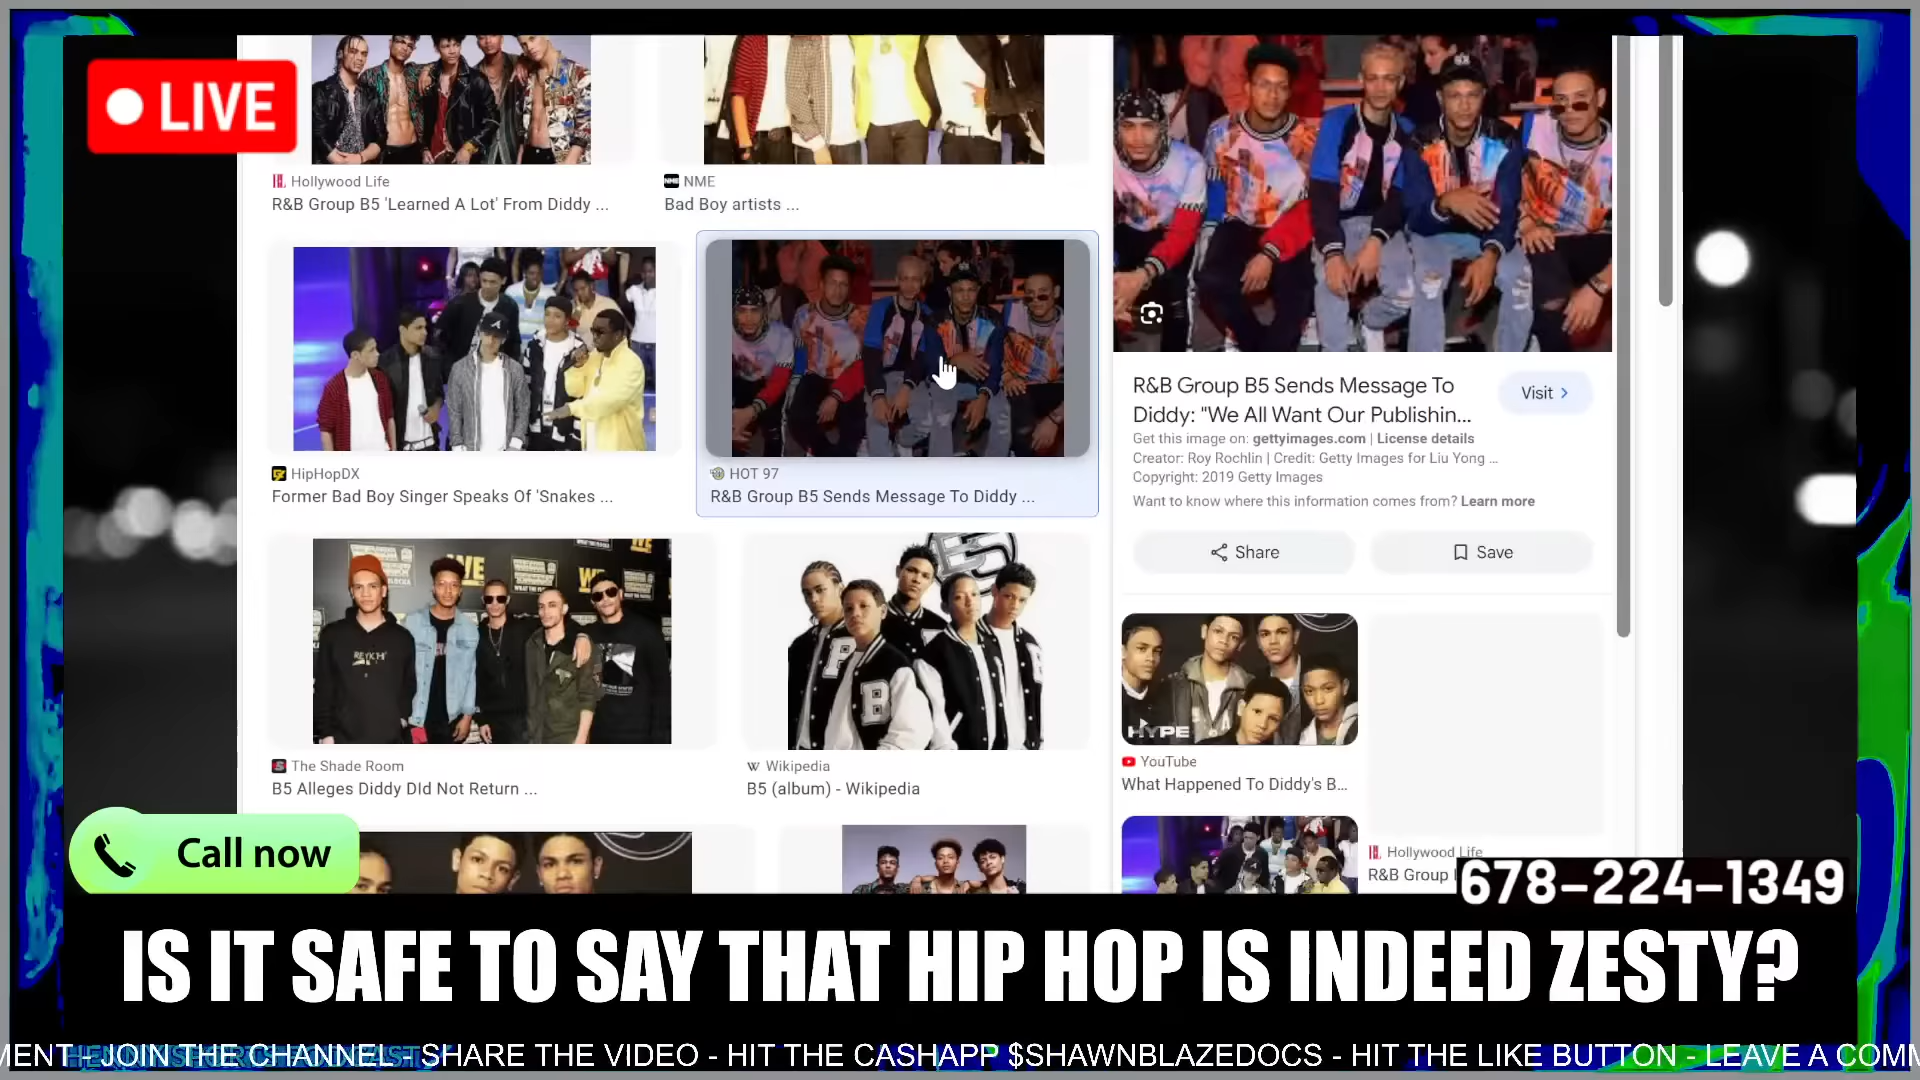 LIVE
Hollywood Life
R&B Group B5 'Learned A Lot' From Diddy ...
NME
Bad Boy artists ...
HipHopDX
Former Bad Boy Singer Speaks Of 'Snakes ...
HOT 97
R&B Group B5 Sends Message To Diddy ...
The Shade Room
B5 Alleges Diddy DId Not Return ...
Wikipedia
B5 (album) - Wikipedia
R&B Group B5 Sends Message To
Diddy: "We All Want Our Publishin...
Visit
Get this image on: gettyimages.com | License details
Creator: Roy Rochlin | Credit: Getty Images for Liu Yong ...
Copyright: 2019 Getty Images
Want to know where this information comes from? Learn more
Share
Save
HYPE
YouTube
What Happened To Diddy's B...
Hollywood Life
R&B Group
Call now
678-224-1349
IS IT SAFE TO SAY THAT HIP HOP IS INDEED ZESTY?
MENT - JOIN THE CHANNEL - SHARE THE VIDEO - HIT THE CASHAPP $SHAWNBLAZEDOCS - HIT THE LIKE BUTTON - LEAVE A COMM